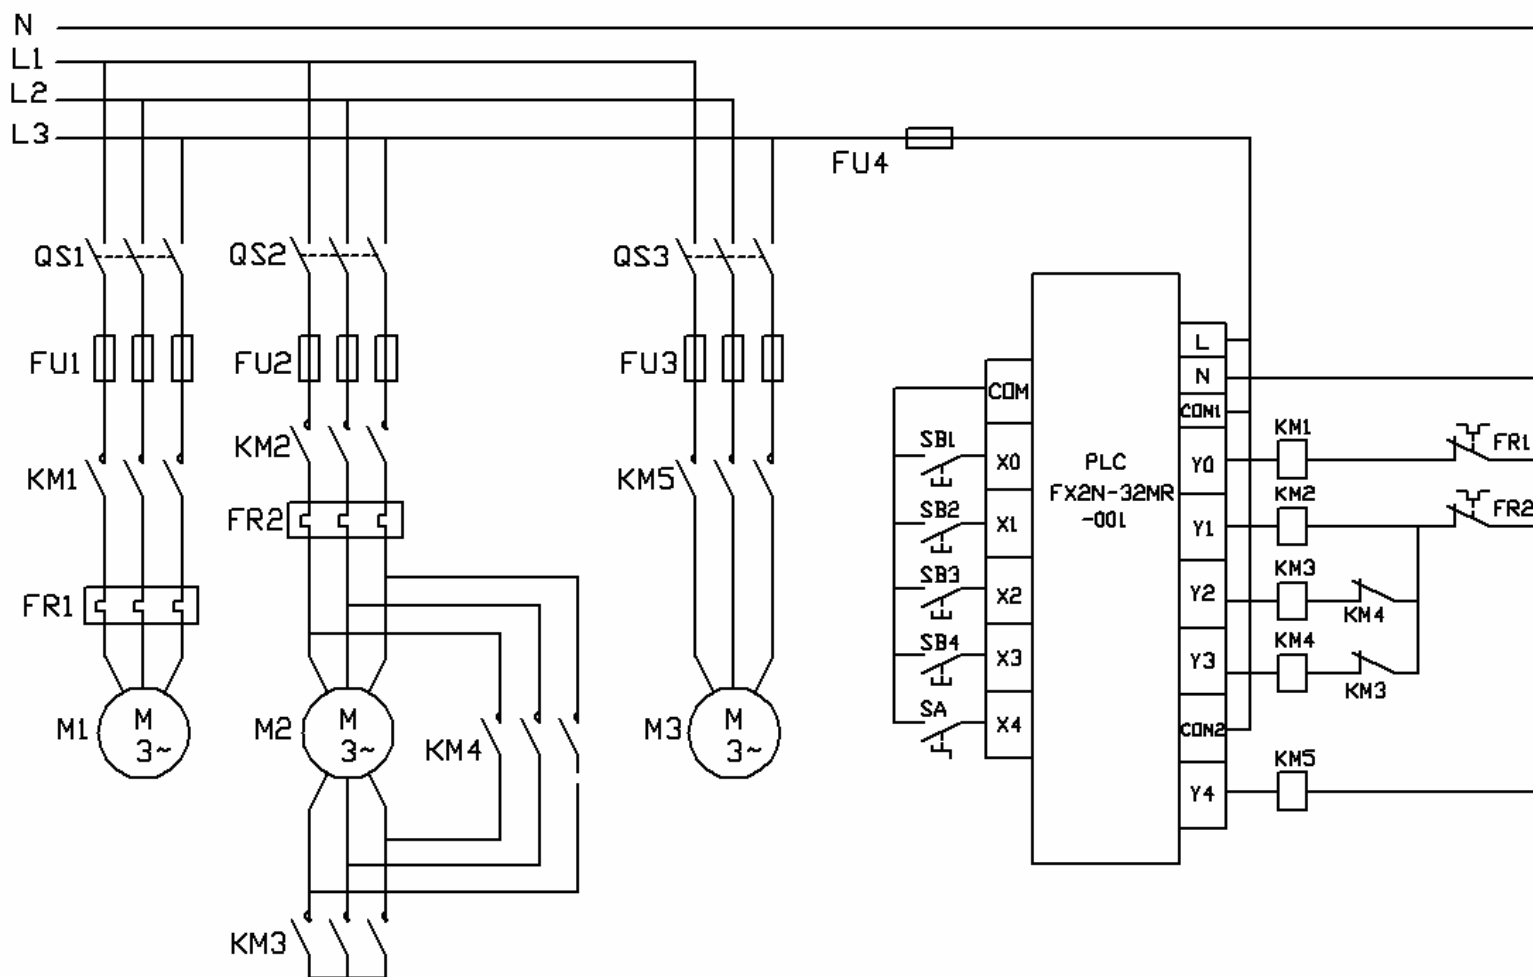 N
L1
L2
L3
FU4
QS1
QS2
QS3
FU1
FU2
FU3
KM1
KM2
KM5
FR1
FR2
M1
M
3~
M2
M
3~
KM4
M3
M
3~
KM3
COM
X0
X1
X2
X3
X4
SB1
SB2
SB3
SB4
SA
PLC
FX2N-32MR
-001
L
N
CON1
Y0
Y1
Y2
Y3
CON2
Y4
KM1
FR1
KM2
FR2
KM3
KM4
KM4
KM3
KM5